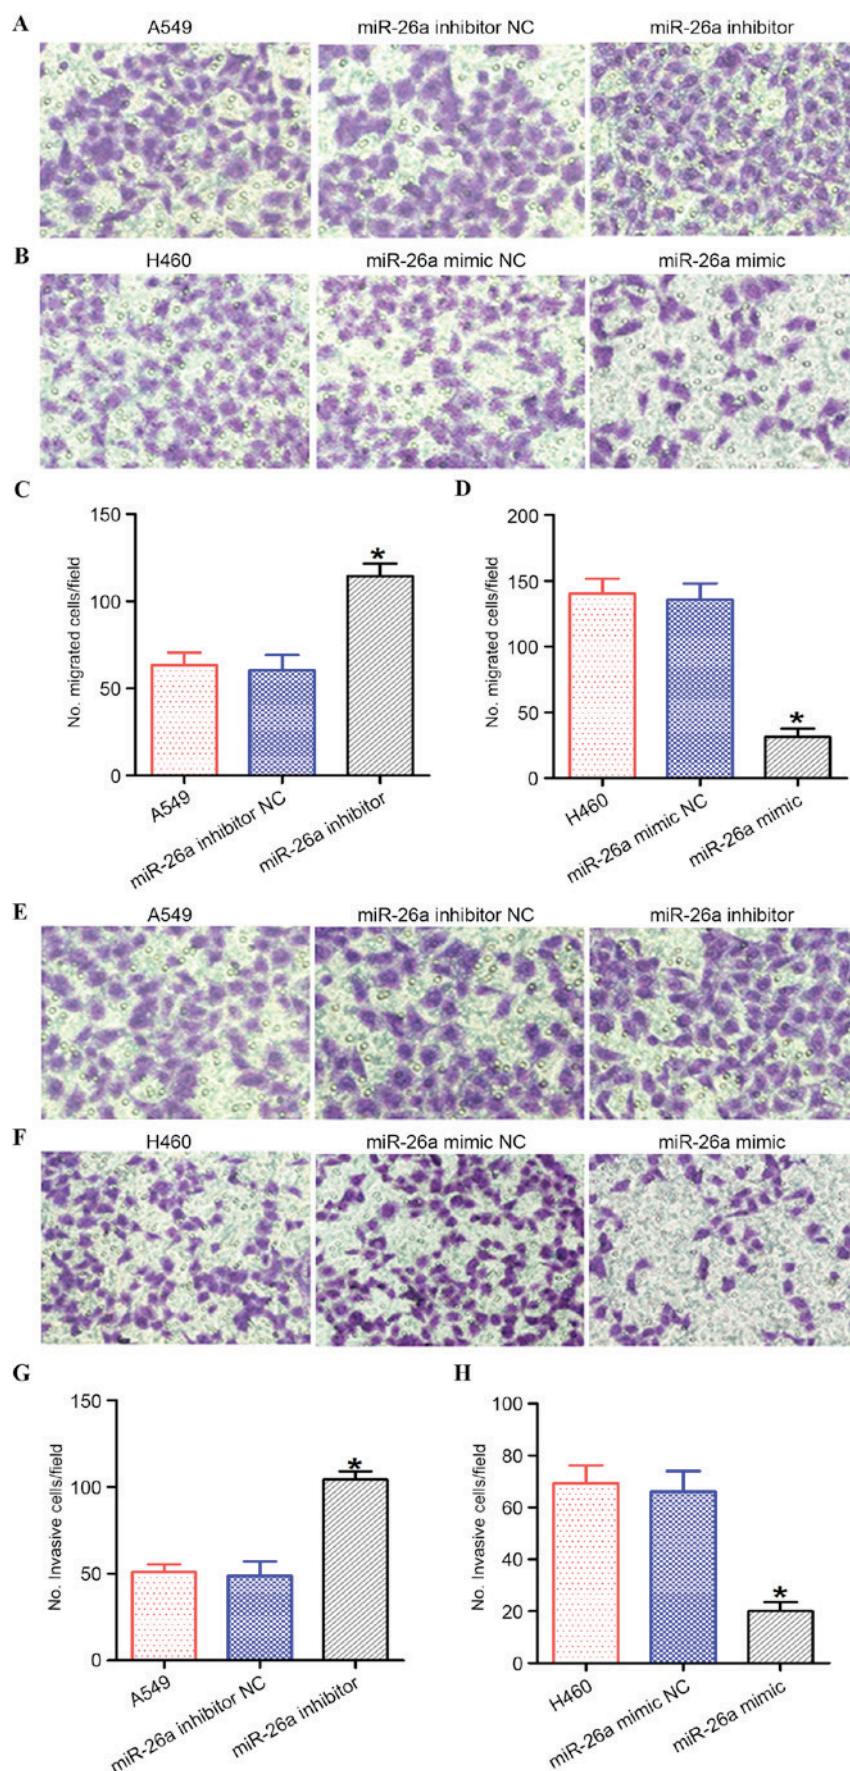 A
A549 miR-26a inhibitor NC miR-26a inhibitor
B
H460 miR-26a mimic NC miR-26a mimic
C
No. migrated cells/field
150
100
50
0
*
A549
miR-26a inhibitor NC
miR-26a inhibitor
D
No. migrated cells/field
200
150
100
50
0
*
H460
miR-26a mimic NC
miR-26a mimic
E
A549 miR-26a inhibitor NC miR-26a inhibitor
F
H460 miR-26a mimic NC miR-26a mimic
G
No. Invasive cells/field
150
100
50
0
*
A549
miR-26a inhibitor NC
miR-26a inhibitor
H
No. Invasive cells/field
100
80
60
40
20
0
*
H460
miR-26a mimic NC
miR-26a mimic